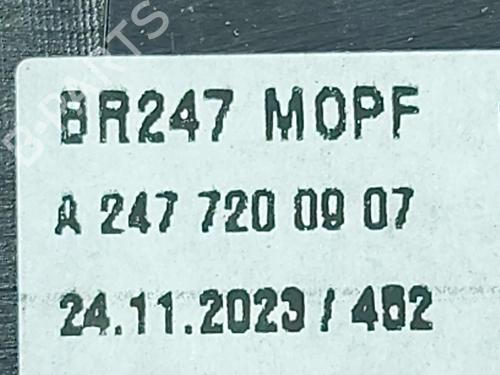 B-PARTS
BR247 MOPF
A 247 720 09 07
24.11.2023 / 482